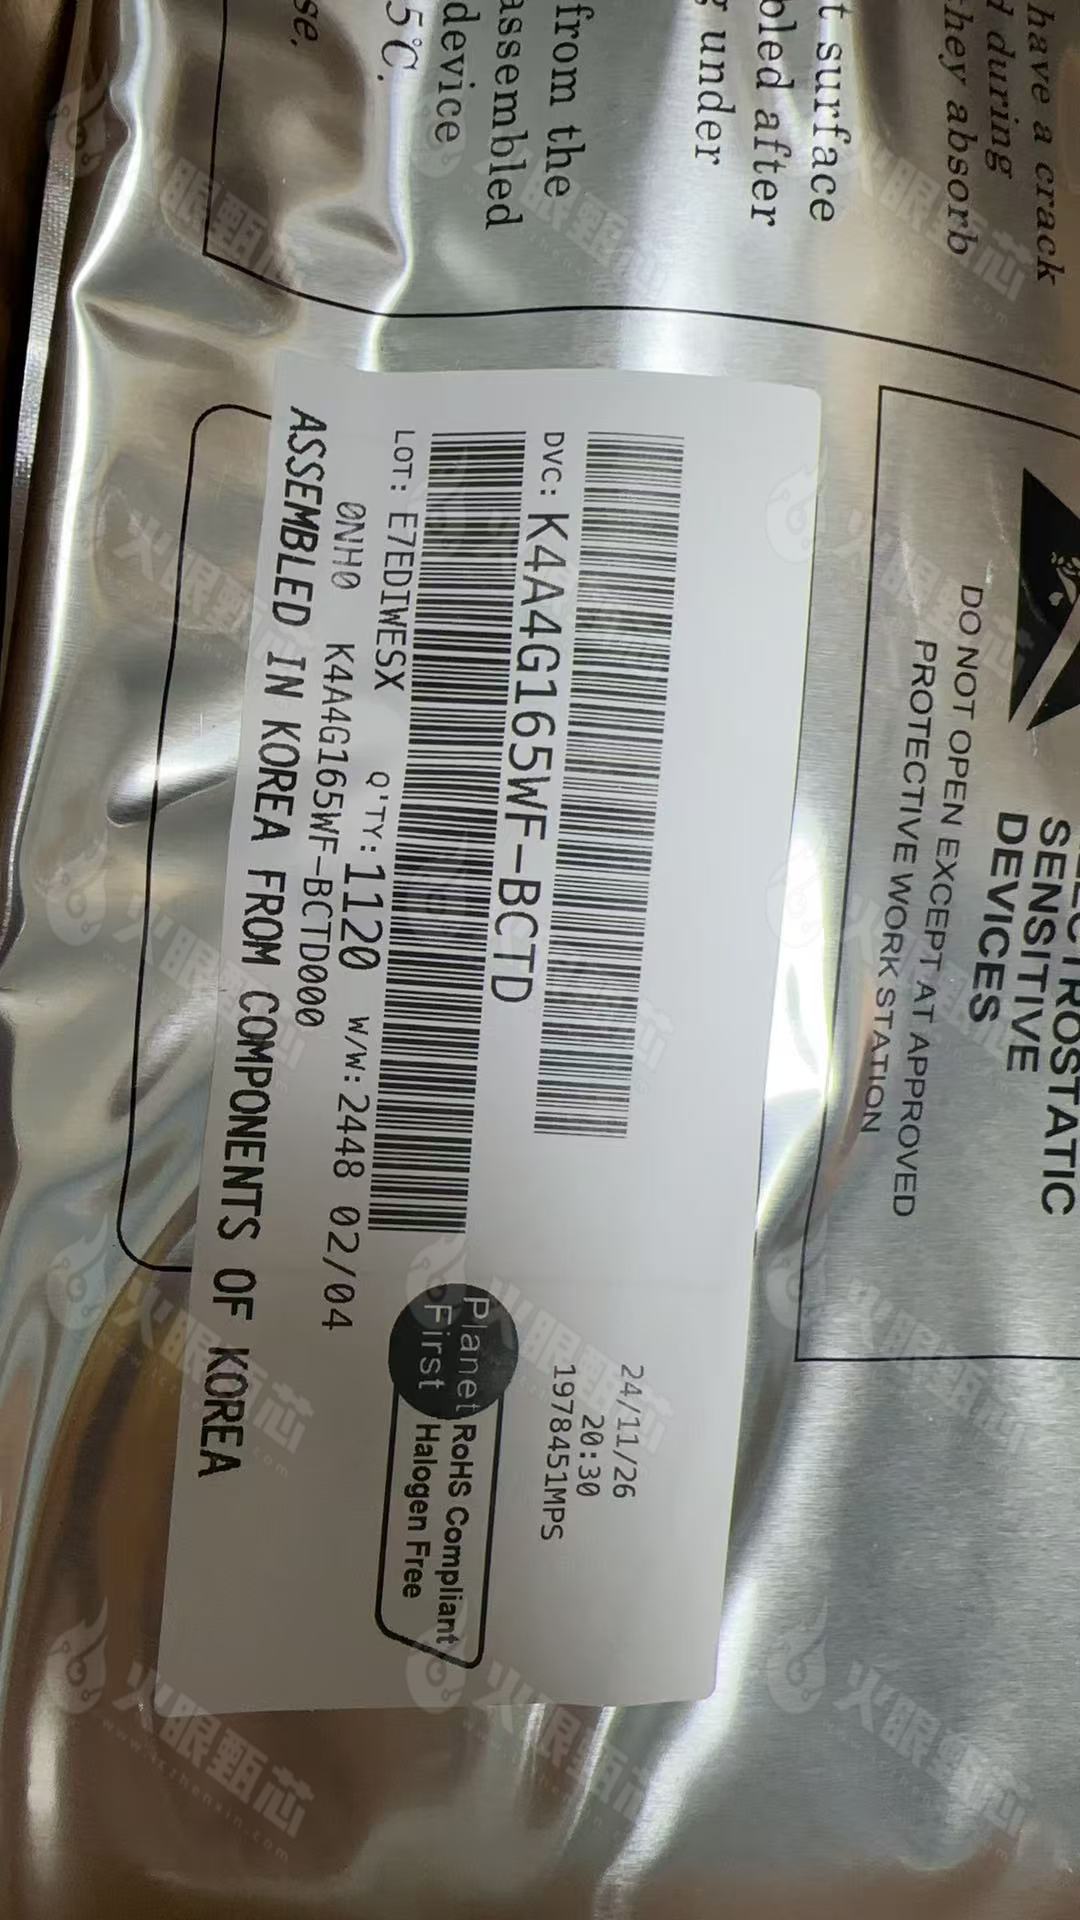 have a crack
d during
they absorb
t surface
bled after
g under
from the
assembled
device
5℃.
se.
SENSITIVE
DEVICES
DO NOT OPEN EXCEPT AT APPROVED
PROTECTIVE WORK STATION
24/11/26
20:30
1978451MPS
DVC: K4A4G165WF-BCTD
LOT: E7EDIWESX Q'TY:1120 W/W:2448 02/04
0NH0 K4A4G165WF-BCTD000
ASSEMBLED IN KOREA FROM COMPONENTS OF KOREA
Planet
First
RoHS Compliant
Halogen Free
火眼甄芯